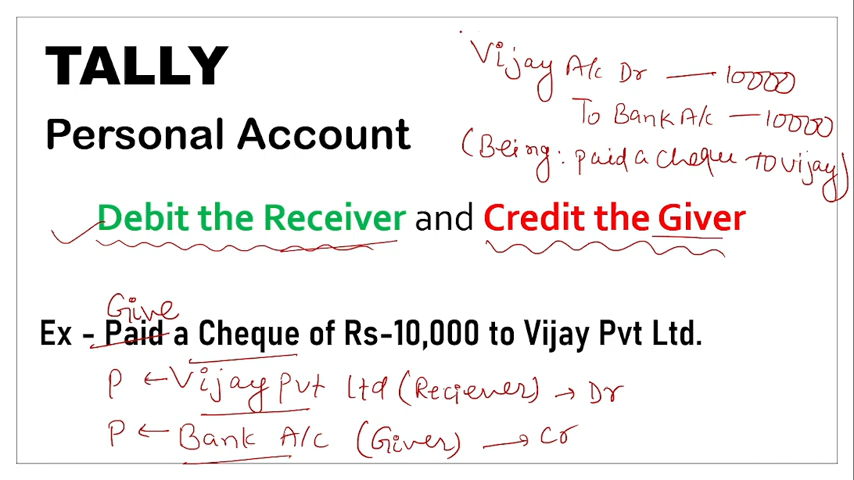 TALLY
Vijay A/c Dr — 10000
To Bank A/c — 10000
Personal Account
(Being: paid a cheque to vijay)
Debit the Receiver and Credit the Giver
Give
Ex - Paid a Cheque of Rs-10,000 to Vijay Pvt Ltd.
P ← Vijay Pvt Ltd (Reciever) → Dr
P ← Bank A/c (Giver) → Cr